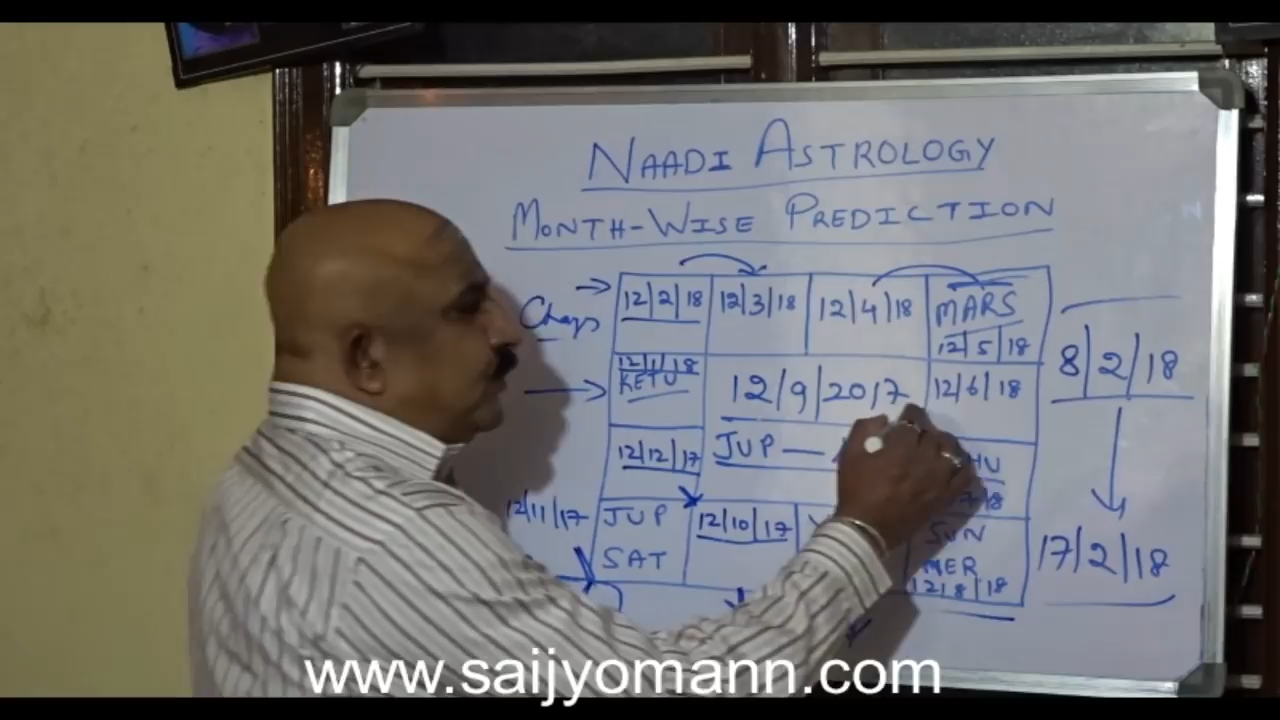 NAADI ASTROLOGY
MONTH-WISE PREDICTION
12/2/18 12/3/18 12/4/18 MARS
12/5/18
8/2/18
12/1/18
KETU
12/9/2017
12/6/18
12/12/17
JUP —
12/11/17
JUP
SAT
12/10/17
SUN
MER
12/8/18
17/2/18
www.saijyomann.com